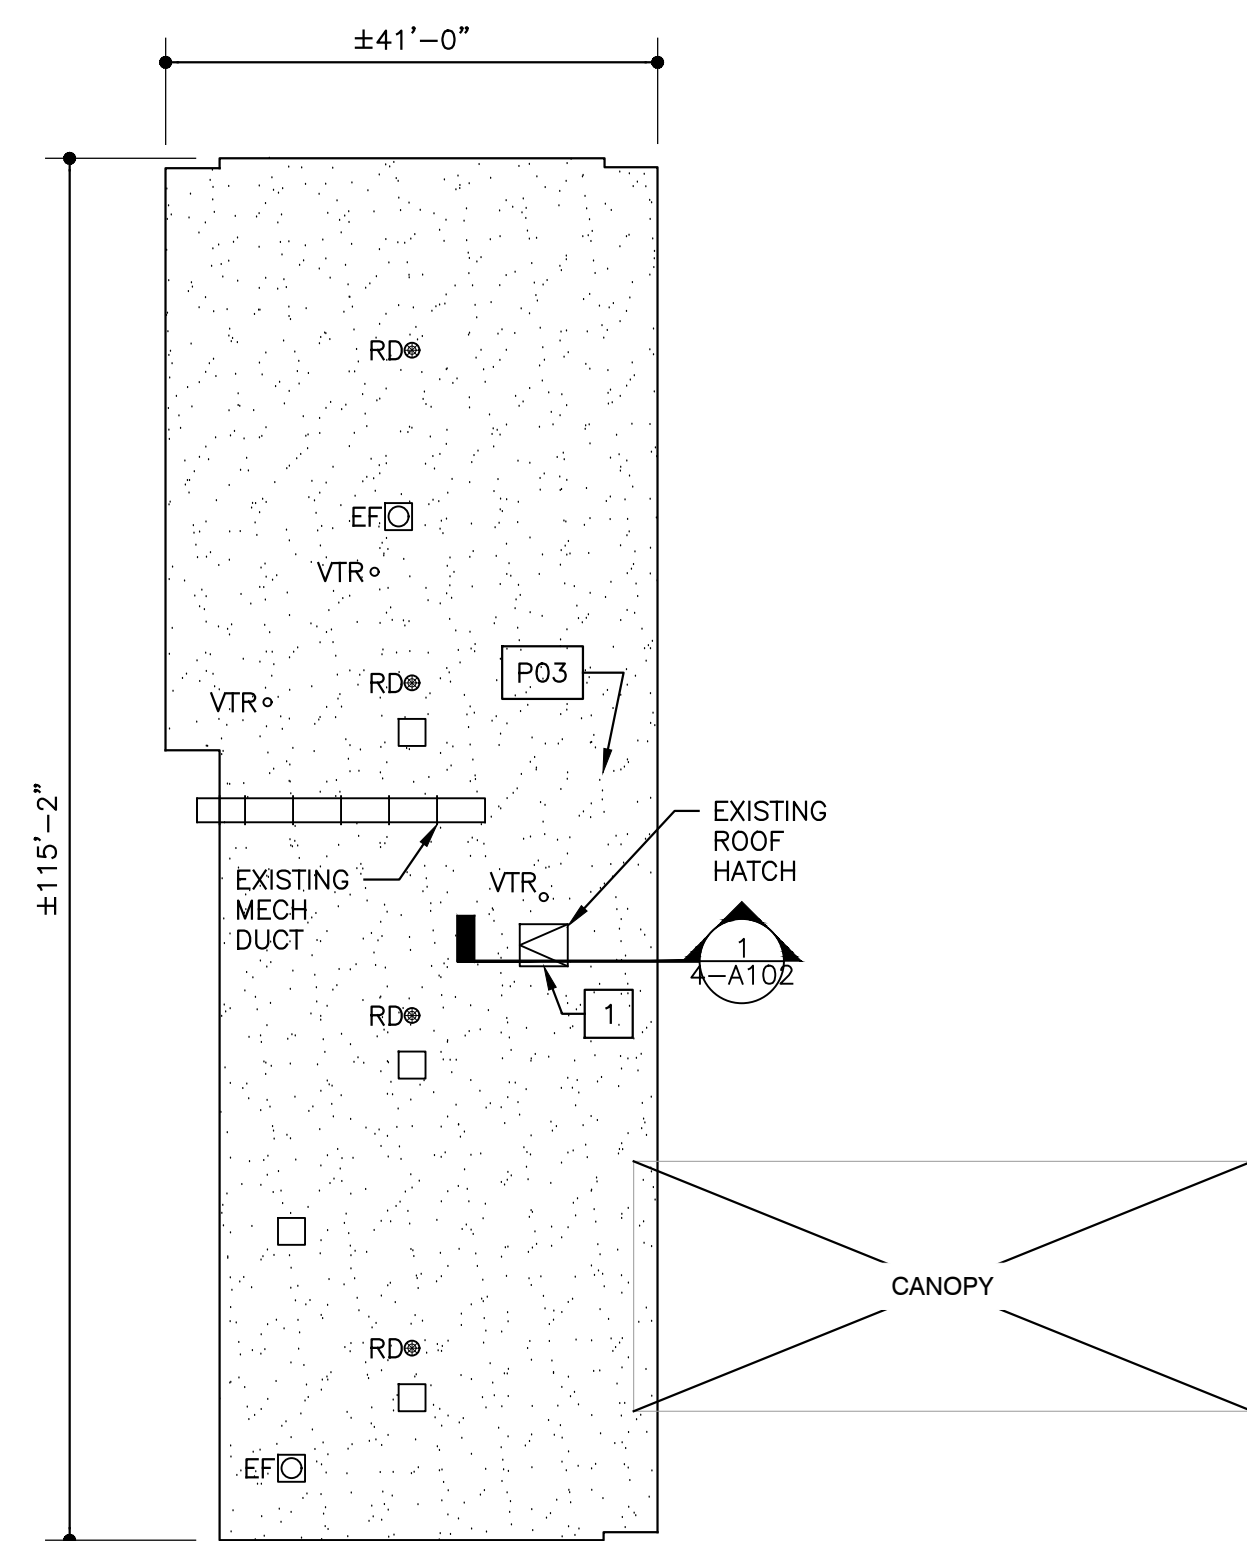 ±41'-0"
RD
EF
VTR
P03
RD
VTR
±115'-2"
EXISTING
ROOF
HATCH
EXISTING
MECH
DUCT
VTR
1
4-A102
RD
1
CANOPY
RD
EF